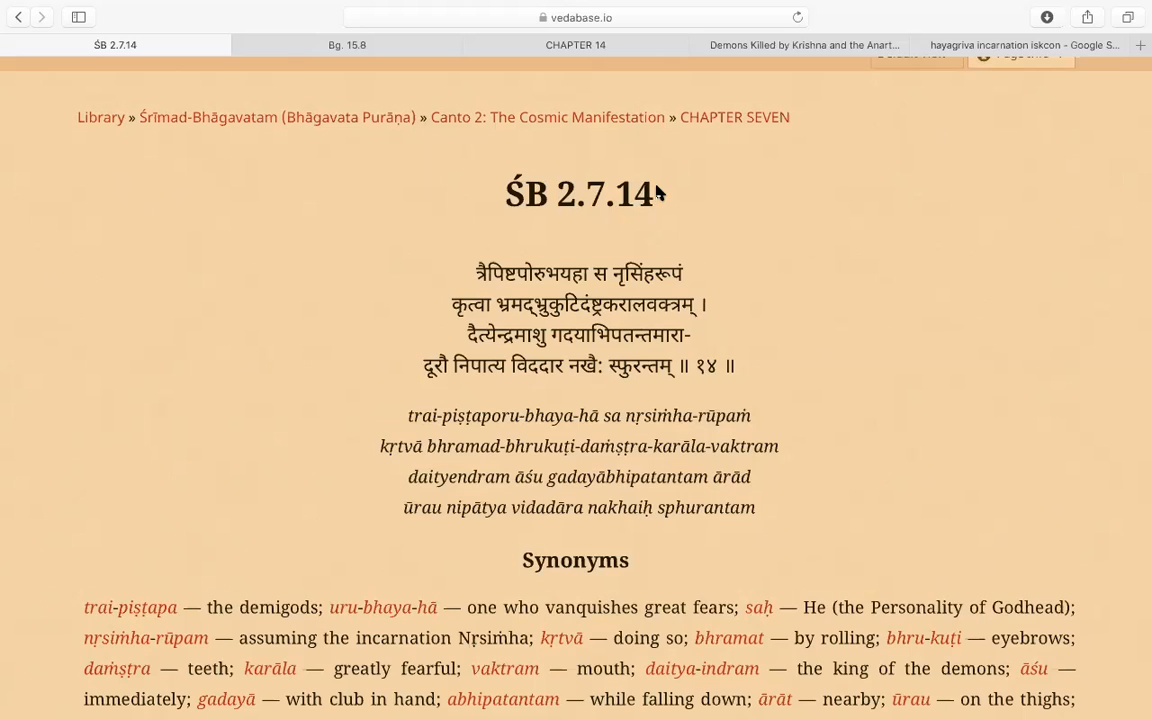 vedabase.io
ŚB 2.7.14
Bg. 15.8
CHAPTER 14
Demons Killed by Krishna and the Anart...
hayagriva incarnation iskcon - Google S...
Library » Śrīmad-Bhāgavatam (Bhāgavata Purāṇa) » Canto 2: The Cosmic Manifestation » CHAPTER SEVEN
ŚB 2.7.14
त्रैपिष्टपोरुभयहा स नृसिंहरूपं
कृत्वा भ्रमद्भ्रुकुटिदंष्ट्रकरालवक्त्रम् ।
दैत्येन्द्रमाशु गदयाभिपतन्तमारा-
दूरौ निपात्य विददार नखै: स्फुरन्तम् ॥ १४ ॥
trai-piṣṭaporu-bhaya-hā sa nṛsiṁha-rūpaṁ
kṛtvā bhramad-bhrukuṭi-daṁṣṭra-karāla-vaktram
daityendram āśu gadayābhipatantam ārād
ūrau nipātya vidadāra nakhaiḥ sphurantam
Synonyms
trai-piṣṭapa — the demigods; uru-bhaya-hā — one who vanquishes great fears; saḥ — He (the Personality of Godhead);
nṛsiṁha-rūpam — assuming the incarnation Nṛsiṁha; kṛtvā — doing so; bhramat — by rolling; bhru-kuṭi — eyebrows;
daṁṣṭra — teeth; karāla — greatly fearful; vaktram — mouth; daitya-indram — the king of the demons; āśu —
immediately; gadayā — with club in hand; abhipatantam — while falling down; ārāt — nearby; ūrau — on the thighs;